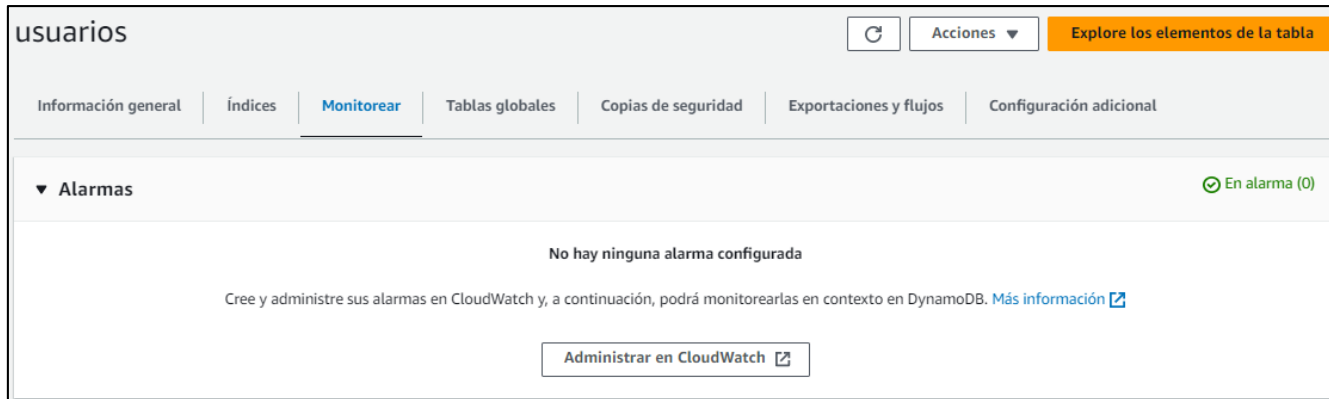 usuarios
Acciones
Explore los elementos de la tabla
Información general
Índices
Monitorear
Tablas globales
Copias de seguridad
Exportaciones y flujos
Configuración adicional
Alarmas
En alarma (0)
No hay ninguna alarma configurada
Cree y administre sus alarmas en CloudWatch y, a continuación, podrá monitorearlas en contexto en DynamoDB. Más información
Administrar en CloudWatch